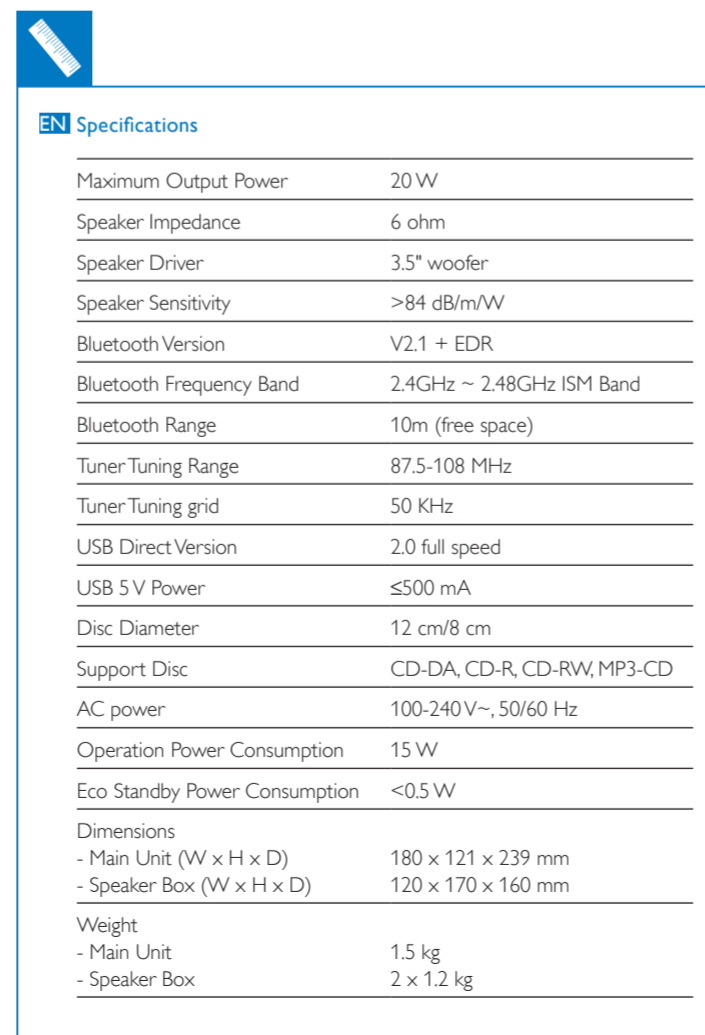 EN Specifications
Maximum Output Power 20 W
Speaker Impedance 6 ohm
Speaker Driver 3.5" woofer
Speaker Sensitivity >84 dB/m/W
Bluetooth Version V2.1 + EDR
Bluetooth Frequency Band 2.4GHz ~ 2.48GHz ISM Band
Bluetooth Range 10m (free space)
Tuner Tuning Range 87.5-108 MHz
Tuner Tuning grid 50 KHz
USB Direct Version 2.0 full speed
USB 5 V Power ≤500 mA
Disc Diameter 12 cm/8 cm
Support Disc CD-DA, CD-R, CD-RW, MP3-CD
AC power 100-240 V~, 50/60 Hz
Operation Power Consumption 15 W
Eco Standby Power Consumption <0.5 W
Dimensions
- Main Unit (W x H x D) 180 x 121 x 239 mm
- Speaker Box (W x H x D) 120 x 170 x 160 mm
Weight
- Main Unit 1.5 kg
- Speaker Box 2 x 1.2 kg